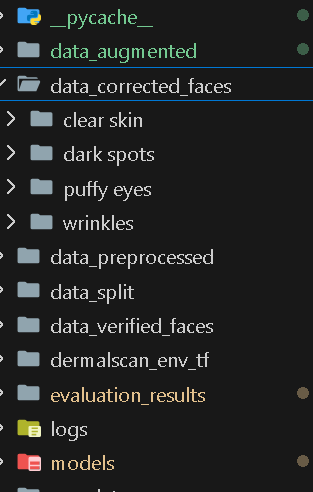 __pycache__
data_augmented
data_corrected_faces
clear skin
dark spots
puffy eyes
wrinkles
data_preprocessed
data_split
data_verified_faces
dermalscan_env_tf
evaluation_results
logs
models